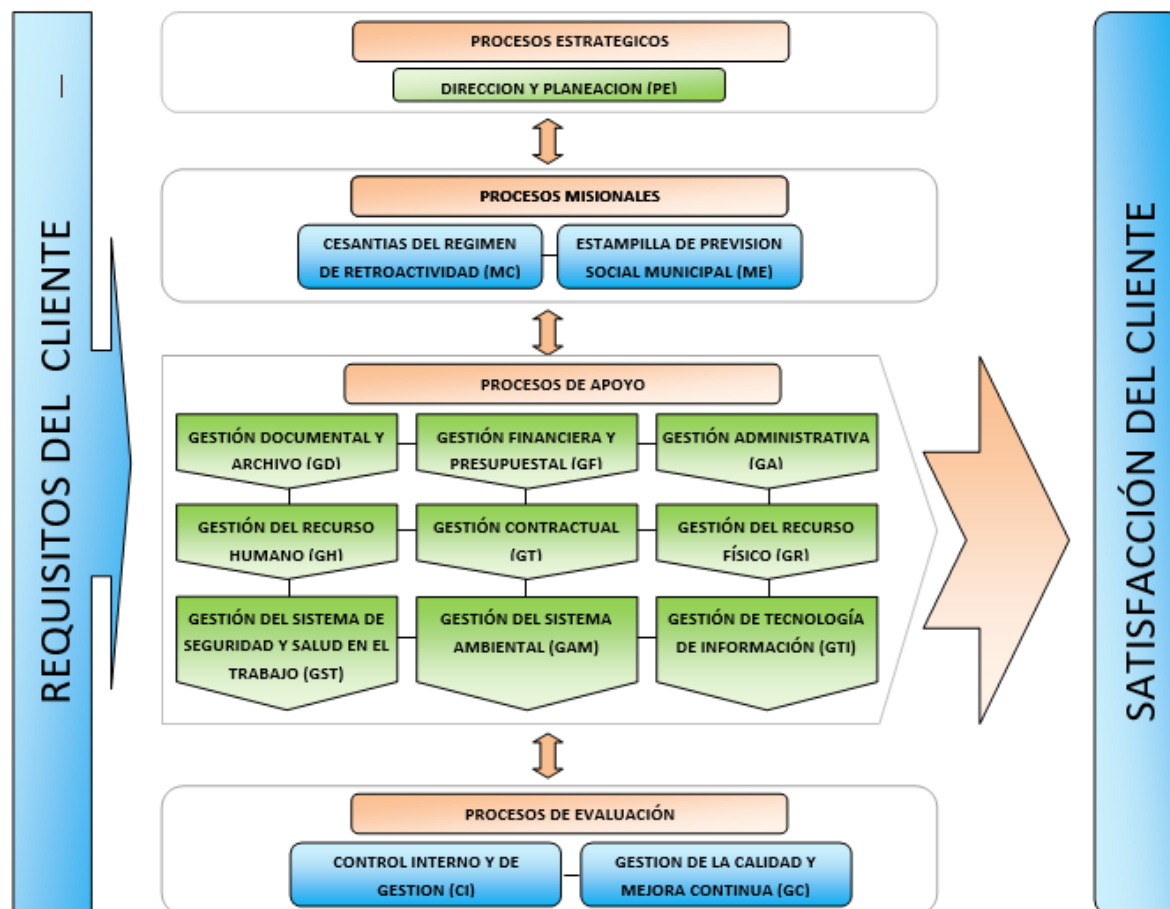 REQUISITOS DEL CLIENTE
PROCESOS ESTRATEGICOS
DIRECCION Y PLANEACION (PE)
PROCESOS MISIONALES
CESANTIAS DEL REGIMEN
DE RETROACTIVIDAD (MC)
ESTAMPILLA DE PREVISION
SOCIAL MUNICIPAL (ME)
PROCESOS DE APOYO
GESTIÓN DOCUMENTAL Y
ARCHIVO (GD)
GESTIÓN FINANCIERA Y
PRESUPUESTAL (GF)
GESTIÓN ADMINISTRATIVA
(GA)
GESTIÓN DEL RECURSO
HUMANO (GH)
GESTIÓN CONTRACTUAL
(GT)
GESTIÓN DEL RECURSO
FÍSICO (GR)
GESTIÓN DEL SISTEMA DE
SEGURIDAD Y SALUD EN EL
TRABAJO (GST)
GESTIÓN DEL SISTEMA
AMBIENTAL (GAM)
GESTIÓN DE TECNOLOGÍA
DE INFORMACIÓN (GTI)
PROCESOS DE EVALUACIÓN
CONTROL INTERNO Y DE
GESTION (CI)
GESTION DE LA CALIDAD Y
MEJORA CONTINUA (GC)
SATISFACCIÓN DEL CLIENTE